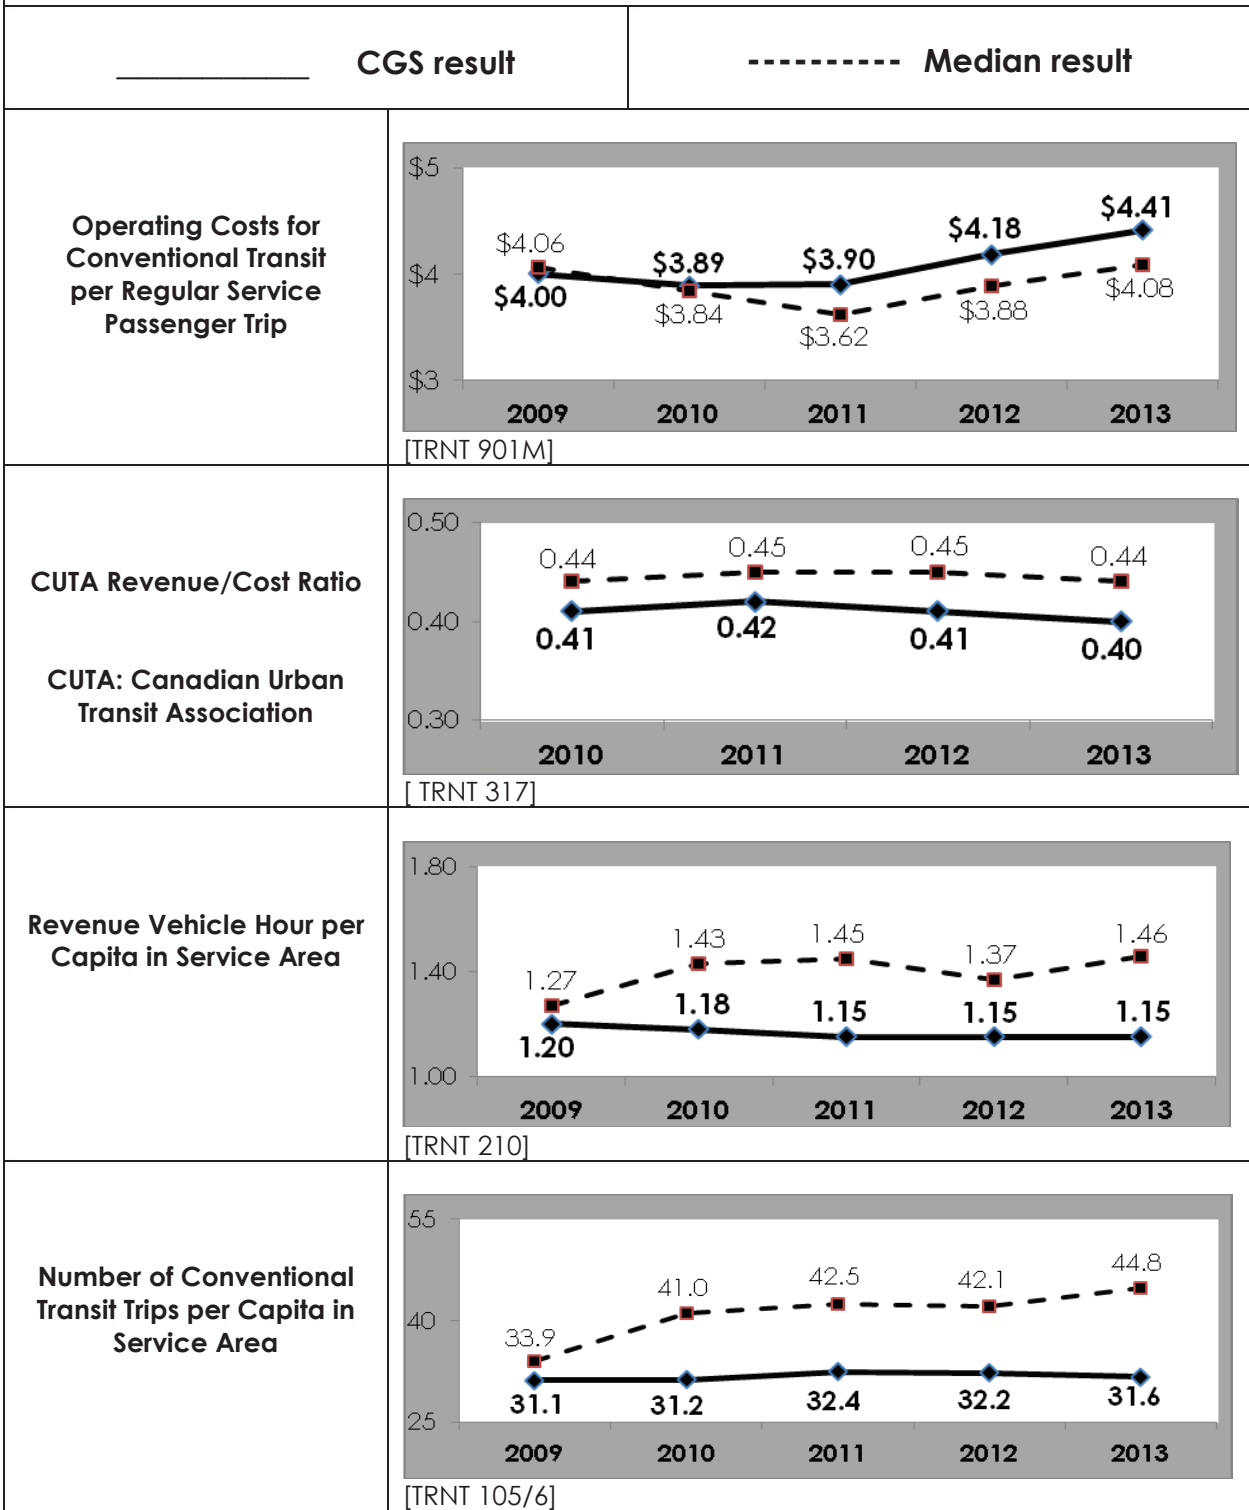 __________ CGS result
---------- Median result
Operating Costs for
Conventional Transit
per Regular Service
Passenger Trip
$5
$4
$3
$4.06
$4.00
$3.89
$3.84
$3.90
$3.62
$4.18
$3.88
$4.41
$4.08
2009 2010 2011 2012 2013
[TRNT 901M]
CUTA Revenue/Cost Ratio
CUTA: Canadian Urban
Transit Association
0.50
0.40
0.30
0.44 0.45 0.45 0.44
0.41 0.42 0.41 0.40
2010 2011 2012 2013
[ TRNT 317]
Revenue Vehicle Hour per
Capita in Service Area
1.80
1.40
1.00
1.27 1.43 1.45 1.37 1.46
1.20 1.18 1.15 1.15 1.15
2009 2010 2011 2012 2013
[TRNT 210]
Number of Conventional
Transit Trips per Capita in
Service Area
55
40
25
33.9 41.0 42.5 42.1 44.8
31.1 31.2 32.4 32.2 31.6
2009 2010 2011 2012 2013
[TRNT 105/6]